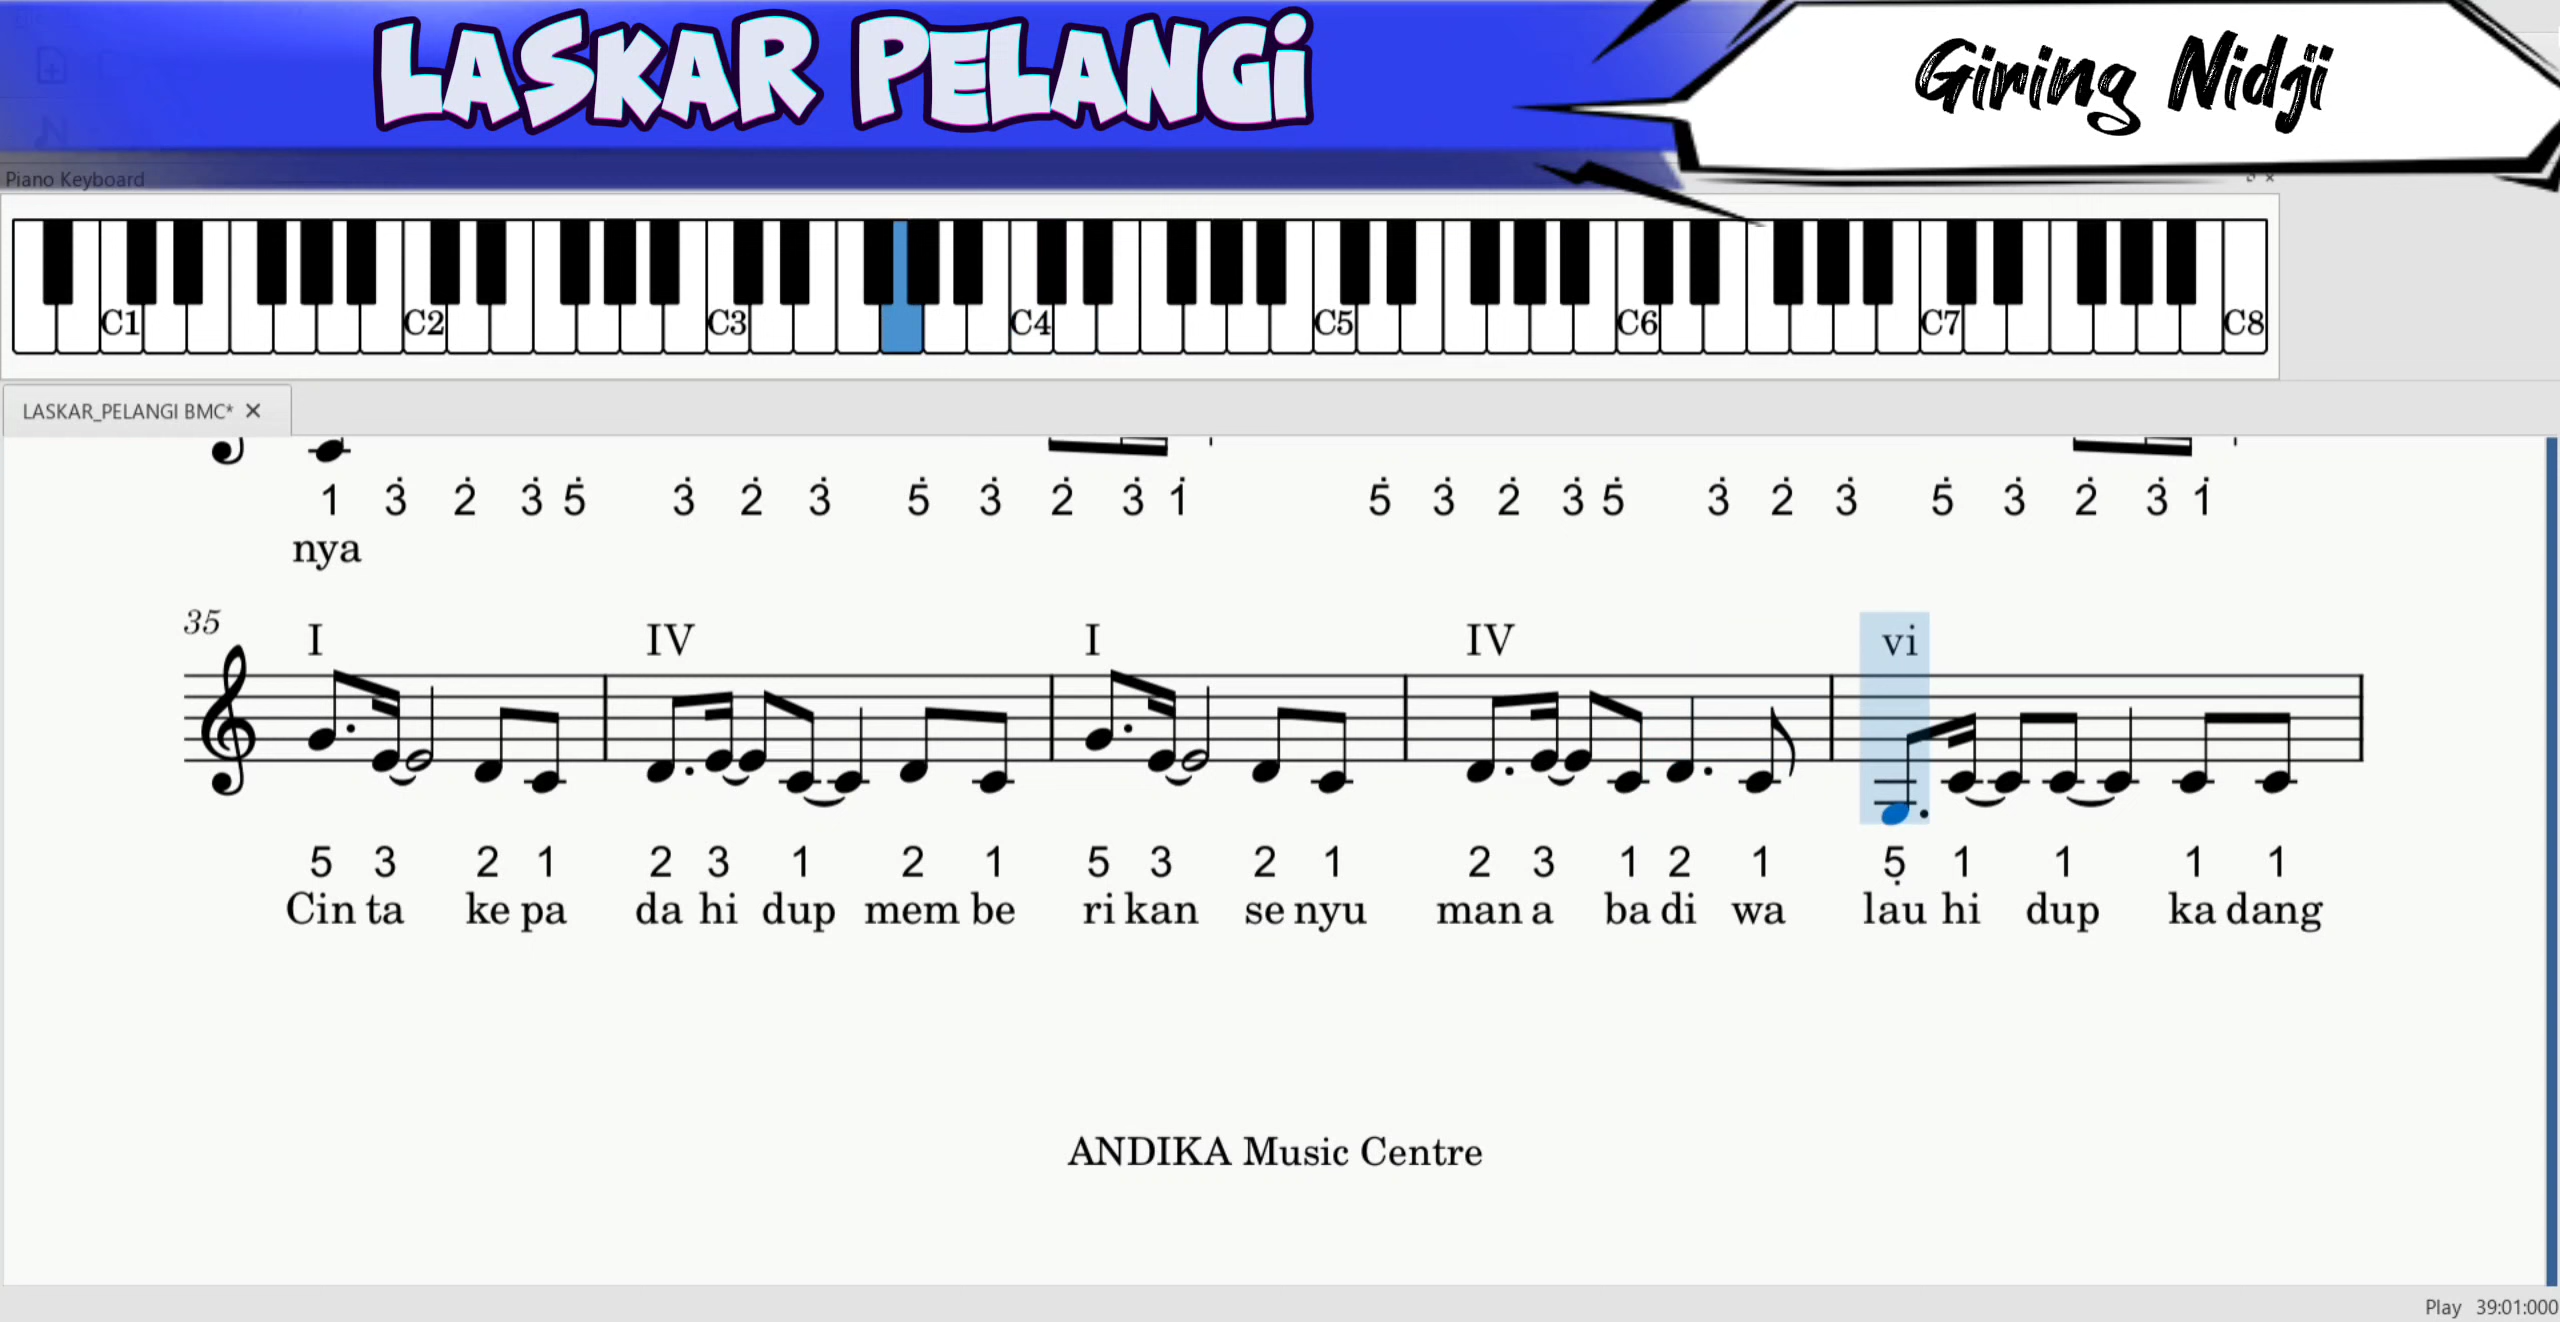 LASKAR PELANGi
Giring Nidji
Piano Keyboard
C1 C2 C3 C4 C5 C6 C7 C8
LASKAR_PELANGI BMC*
1 3̇ 2̇ 3̇ 5̇ 3̇ 2̇ 3̇ 5̇ 3̇ 2̇ 3̇ 1̇ 5̇ 3̇ 2̇ 3̇ 5̇ 3̇ 2̇ 3̇ 5̇ 3̇ 2̇ 3̇ 1̇
nya
35
I IV I IV vi
5 3 2 1 2 3 1 2 1 5 3 2 1 2 3 1 2 1 5̣ 1 1 1 1
Cin ta ke pa da hi dup mem be ri kan se nyu man a ba di wa lau hi dup ka dang
ANDIKA Music Centre
Play 39:01:000